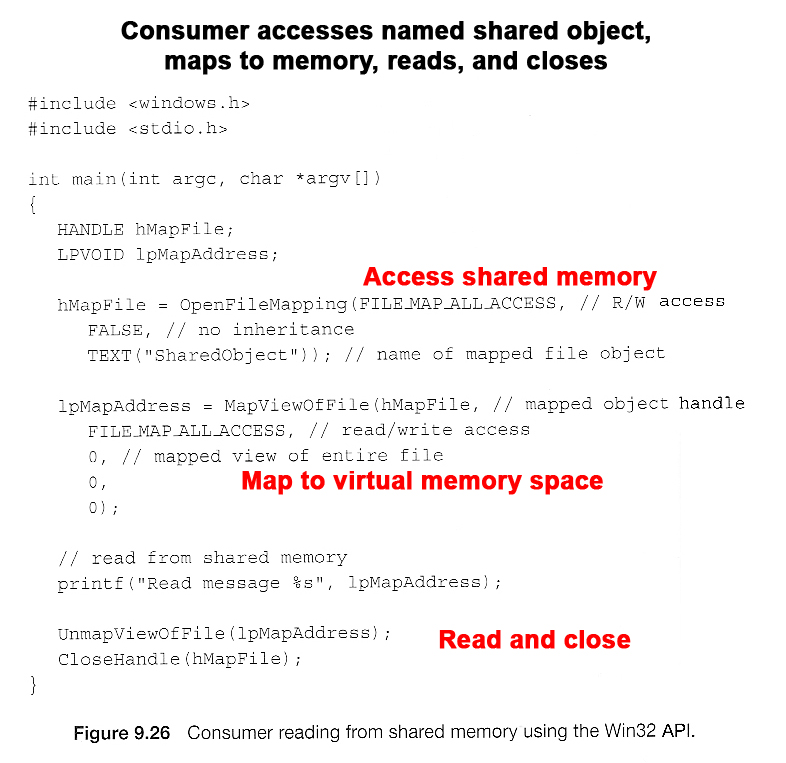 Consumer accesses named shared object,
maps to memory, reads, and closes
#include <windows.h>
#include <stdio.h>
int main(int argc, char *argv[])
{
HANDLE hMapFile;
LPVOID lpMapAddress;
Access shared memory
hMapFile = OpenFileMapping(FILE_MAP_ALL_ACCESS, // R/W access
FALSE, // no inheritance
TEXT("SharedObject")); // name of mapped file object
lpMapAddress = MapViewOfFile(hMapFile, // mapped object handle
FILE_MAP_ALL_ACCESS, // read/write access
0, // mapped view of entire file
0,
Map to virtual memory space
0);
// read from shared memory
printf("Read message %s", lpMapAddress);
UnmapViewOfFile(lpMapAddress);
Read and close
CloseHandle(hMapFile);
}
Figure 9.26 Consumer reading from shared memory using the Win32 API.